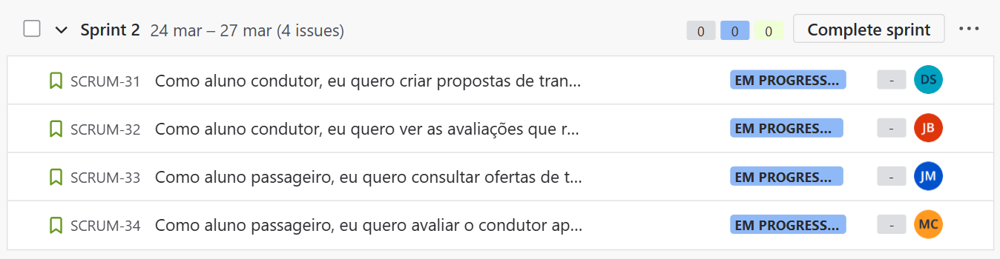 Sprint 2 24 mar – 27 mar (4 issues) 0 0 0 Complete sprint
SCRUM-31 Como aluno condutor, eu quero criar propostas de tran... EM PROGRESS... - DS
SCRUM-32 Como aluno condutor, eu quero ver as avaliações que r... EM PROGRES... - JB
SCRUM-33 Como aluno passageiro, eu quero consultar ofertas de t... EM PROGRES... - JM
SCRUM-34 Como aluno passageiro, eu quero avaliar o condutor ap... EM PROGRESS... - MC